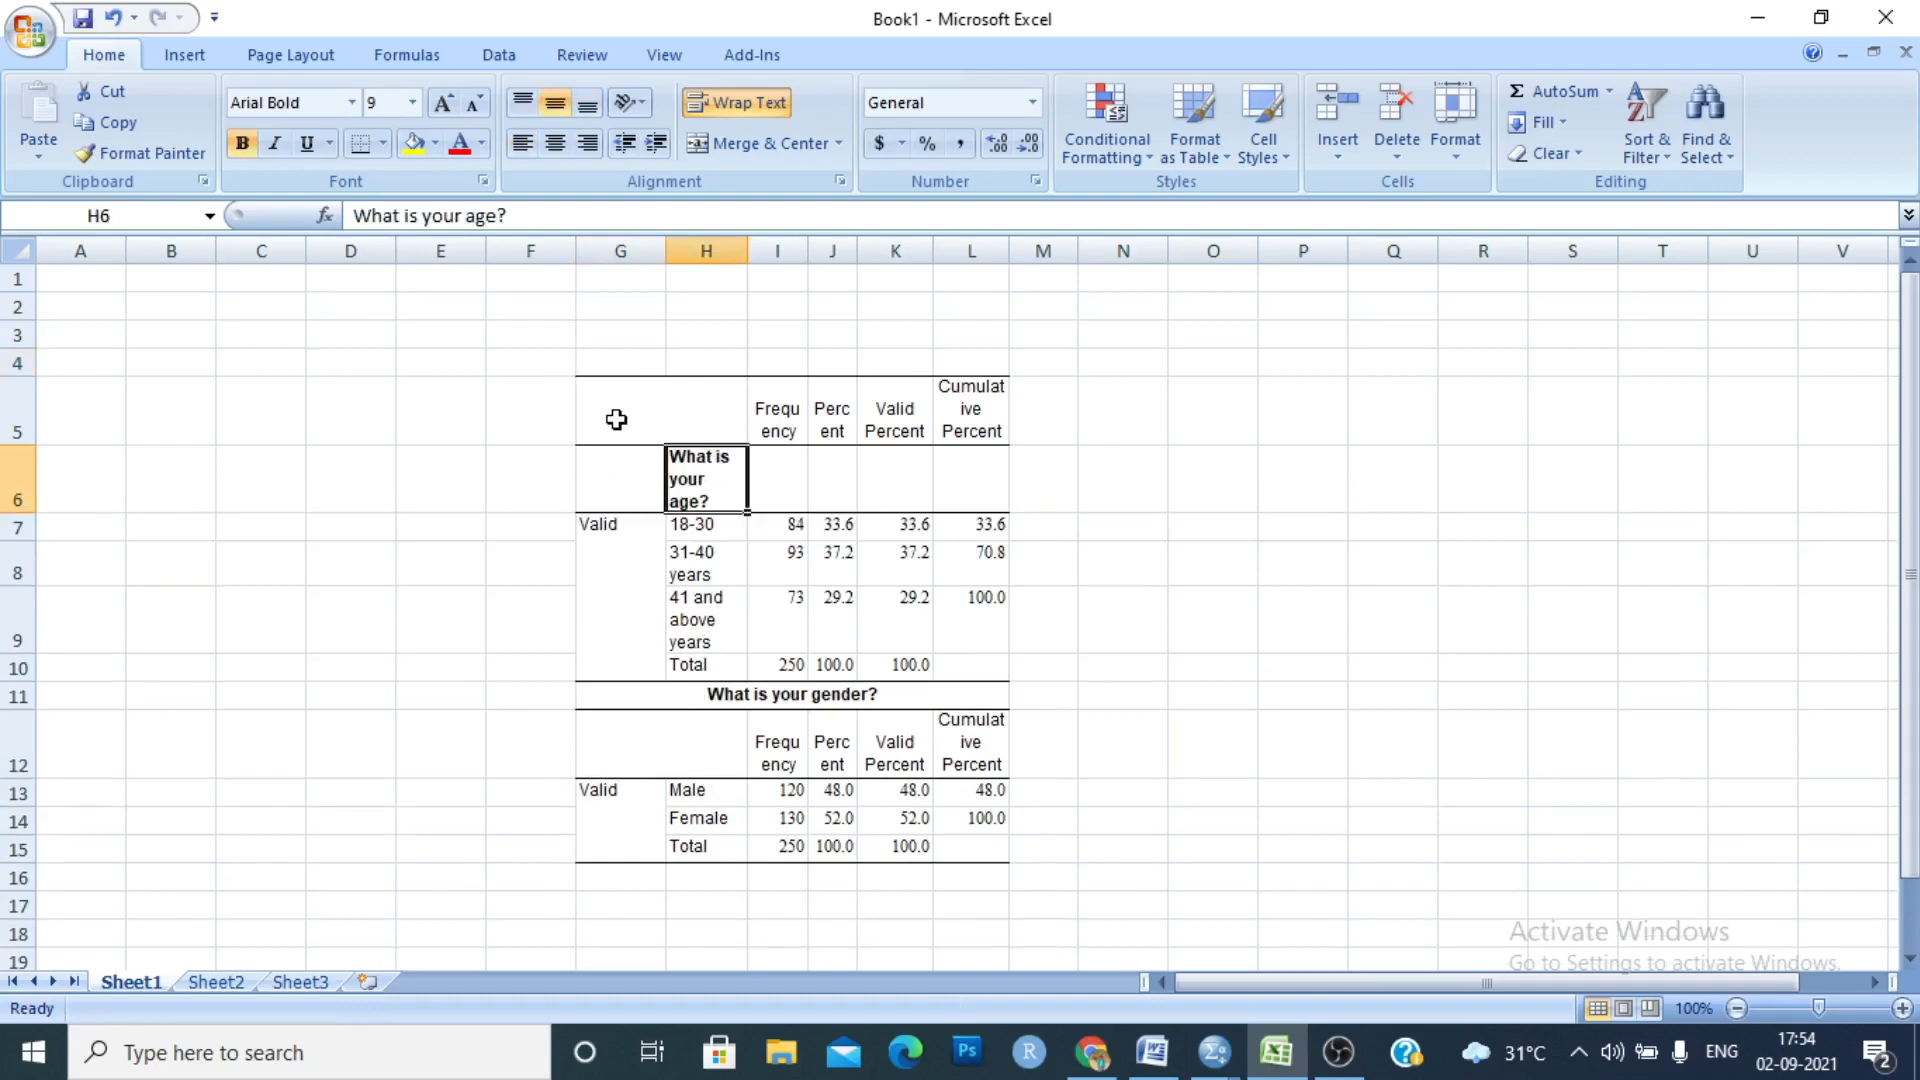 Book1 - Microsoft Excel
Home Insert Page Layout Formulas Data Review View Add-Ins
Paste
Cut
Copy
Format Painter
Clipboard
Arial Bold 9
B I U
Font
Wrap Text
Merge & Center
Alignment
General
$ % ,
Number
Conditional Formatting
Format as Table
Cell Styles
Styles
Insert Delete Format
Cells
Σ AutoSum
Fill
Clear
Sort & Filter
Find & Select
Editing
H6 fx What is your age?
A B C D E F G H I J K L M N O P Q R S T U V
1
2
3
4
5
Frequ ency
Perc ent
Valid Percent
Cumulat ive Percent
6 What is your age?
7 Valid 18-30 84 33.6 33.6 33.6
8 31-40 years 93 37.2 37.2 70.8
9 41 and above years 73 29.2 29.2 100.0
10 Total 250 100.0 100.0
11 What is your gender?
12
Frequ ency
Perc ent
Valid Percent
Cumulat ive Percent
13 Valid Male 120 48.0 48.0 48.0
14 Female 130 52.0 52.0 100.0
15 Total 250 100.0 100.0
16
17
18
19
Activate Windows
Go to Settings to activate Windows.
Sheet1 Sheet2 Sheet3
Ready 100%
Type here to search
Ps
R
31°C ENG
17:54
02-09-2021
2